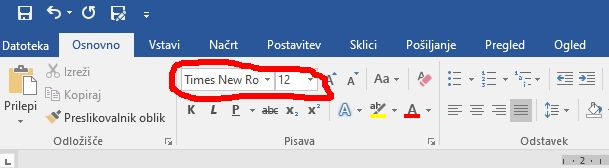 Datoteka Osnovno Vstavi Načrt Postavitev Sklici Pošiljanje Pregled Ogled
Prilepi
Izreži
Kopiraj
Preslikovalnik oblik
Odložišče
Times New Ro 12 A A Aa
K L P abc x₂ x² A A
Pisava
Odstavek
L
2